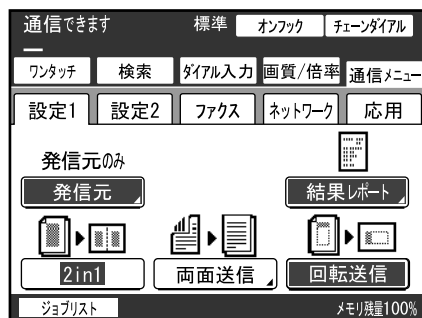 通信できます 標準 オンフック チェーンダイアル
ワンタッチ 検索 ダイアル入力 画質/倍率 通信メニュー
設定1 設定2 ファクス ネットワーク 応用
発信元のみ
発信元 結果レポート
2in1 両面送信 回転送信
ジョブリスト メモリ残量100%